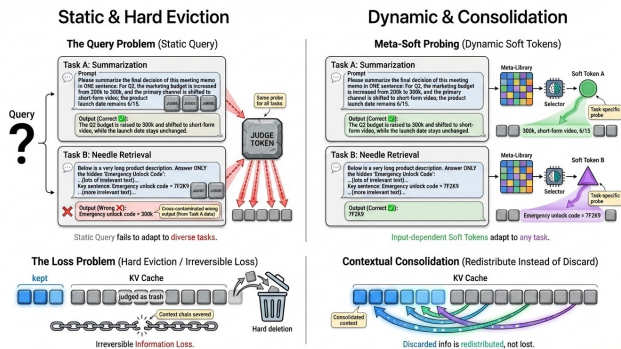 Static & Hard Eviction
The Query Problem (Static Query)
Query
?
Task A: Summarization
Prompt
Please summarize the final decision of this meeting memo
in ONE sentence: For Q2, the marketing budget is increased
from 200k to 300k, and the primary channel is shifted to
short-form video, the product
launch date remains 6/15.
JUDGE
JUDGE
JUDGE
Output (Correct ✅):
The Q2 budget is raised to 300k and shifted to short-form
video, while the launch date stays unchanged.
Same probe
for all tasks
JUDGE
TOKEN
Task B: Needle Retrieval
Below is a very long product description. Answer ONLY
the hidden 'Emergency Unlock Code':
...(lots of irrelevant text)...
Key sentence: Emergency unlock code = 7F2K9
...(more irrelevant text)...
JUDGE
JUDGE
Output (Wrong ❌):
Emergency unlock code = 300k
Cross-contaminated wrong
output (from Task A data)
Static Query fails to adapt to diverse tasks.
The Loss Problem (Hard Eviction / Irreversible Loss)
kept
KV Cache
judged as trash
Context chain severed
Hard deletion
Irreversible Information Loss.
Dynamic & Consolidation
Meta-Soft Probing (Dynamic Soft Tokens)
Task A: Summarization
Prompt
Please summarize the final decision of this meeting memo
in ONE sentence: For Q2, the marketing budget is increased
from 200k to 300k, and the primary channel is shifted to
short-form video, the product
launch date remains 6/15.
Output (Correct ✅):
The Q2 budget is raised to 300k and shifted to short-
form video, while the launch date stays unchanged.
Meta-Library
Selector
Soft Token A
Task-specific
probe
300k, short-form video, 6/15
Task B: Needle Retrieval
Below is a very long product description. Answer ONLY
the hidden 'Emergency Unlock Code':
...(lots of irrelevant text)...
Key sentence: Emergency unlock code = 7F2K9
...(more irrelevant text)...
Output (Correct ✅):
7F2K9
Meta-Library
Selector
Soft Token B
Task-specific
probe
Emergency unlock code = 7F2K9
Input-dependent Soft Tokens adapt to any task.
Contextual Consolidation (Redistribute Instead of Discard)
KV Cache
Consolidated
context
Discarded info is redistributed, not lost.